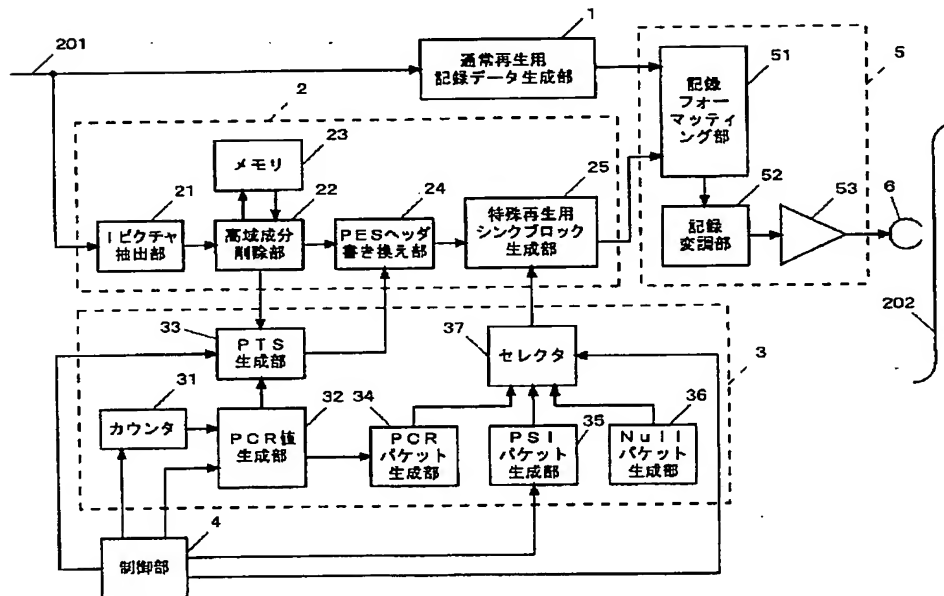 201
1
通常再生用
記録データ生成部
51
5
記録
フォー
マッティ
ング部
2
23
メモリ
21
22
24
25
Iピクチャ
抽出部
高域成分
削除部
PESヘッダ
書き換え部
特殊再生用
シンクブロック
生成部
52
記録
変調部
53
6
202
33
PTS
生成部
37
セレクタ
3
31
カウンタ
32
PCR値
生成部
34
PCR
パケット
生成部
35
PSI
パケット
生成部
36
Null
パケット
生成部
4
制御部